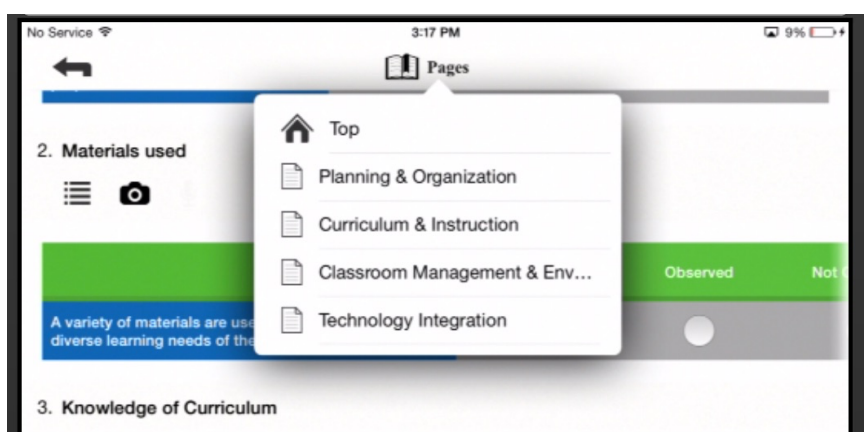 No Service 3:17 PM 9%
Pages
Top
2. Materials used
Planning & Organization
Curriculum & Instruction
Classroom Management & Env...
Observed Not
Technology Integration
A variety of materials are use
diverse learning needs of the
3. Knowledge of Curriculum